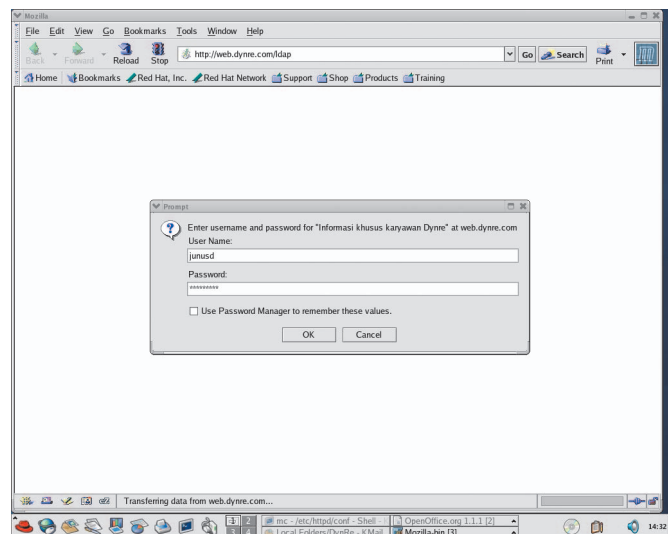 Mozilla
File Edit View Go Bookmarks Tools Window Help
Back Forward Reload Stop http://web.dynre.com/ldap Go Search Print
Home Bookmarks Red Hat, Inc. Red Hat Network Support Shop Products Training
Prompt
Enter username and password for "Informasi khusus karyawan Dynre" at web.dynre.com
User Name:
junusd
Password:
*********
Use Password Manager to remember these values.
OK Cancel
Transferring data from web.dynre.com...
1 2 mc - /etc/httpd/conf - Shell - OpenOffice.org 1.1.1 [2]
3 4 Local Folders/DynRe - KMail Mozilla-bin [3] 14:32